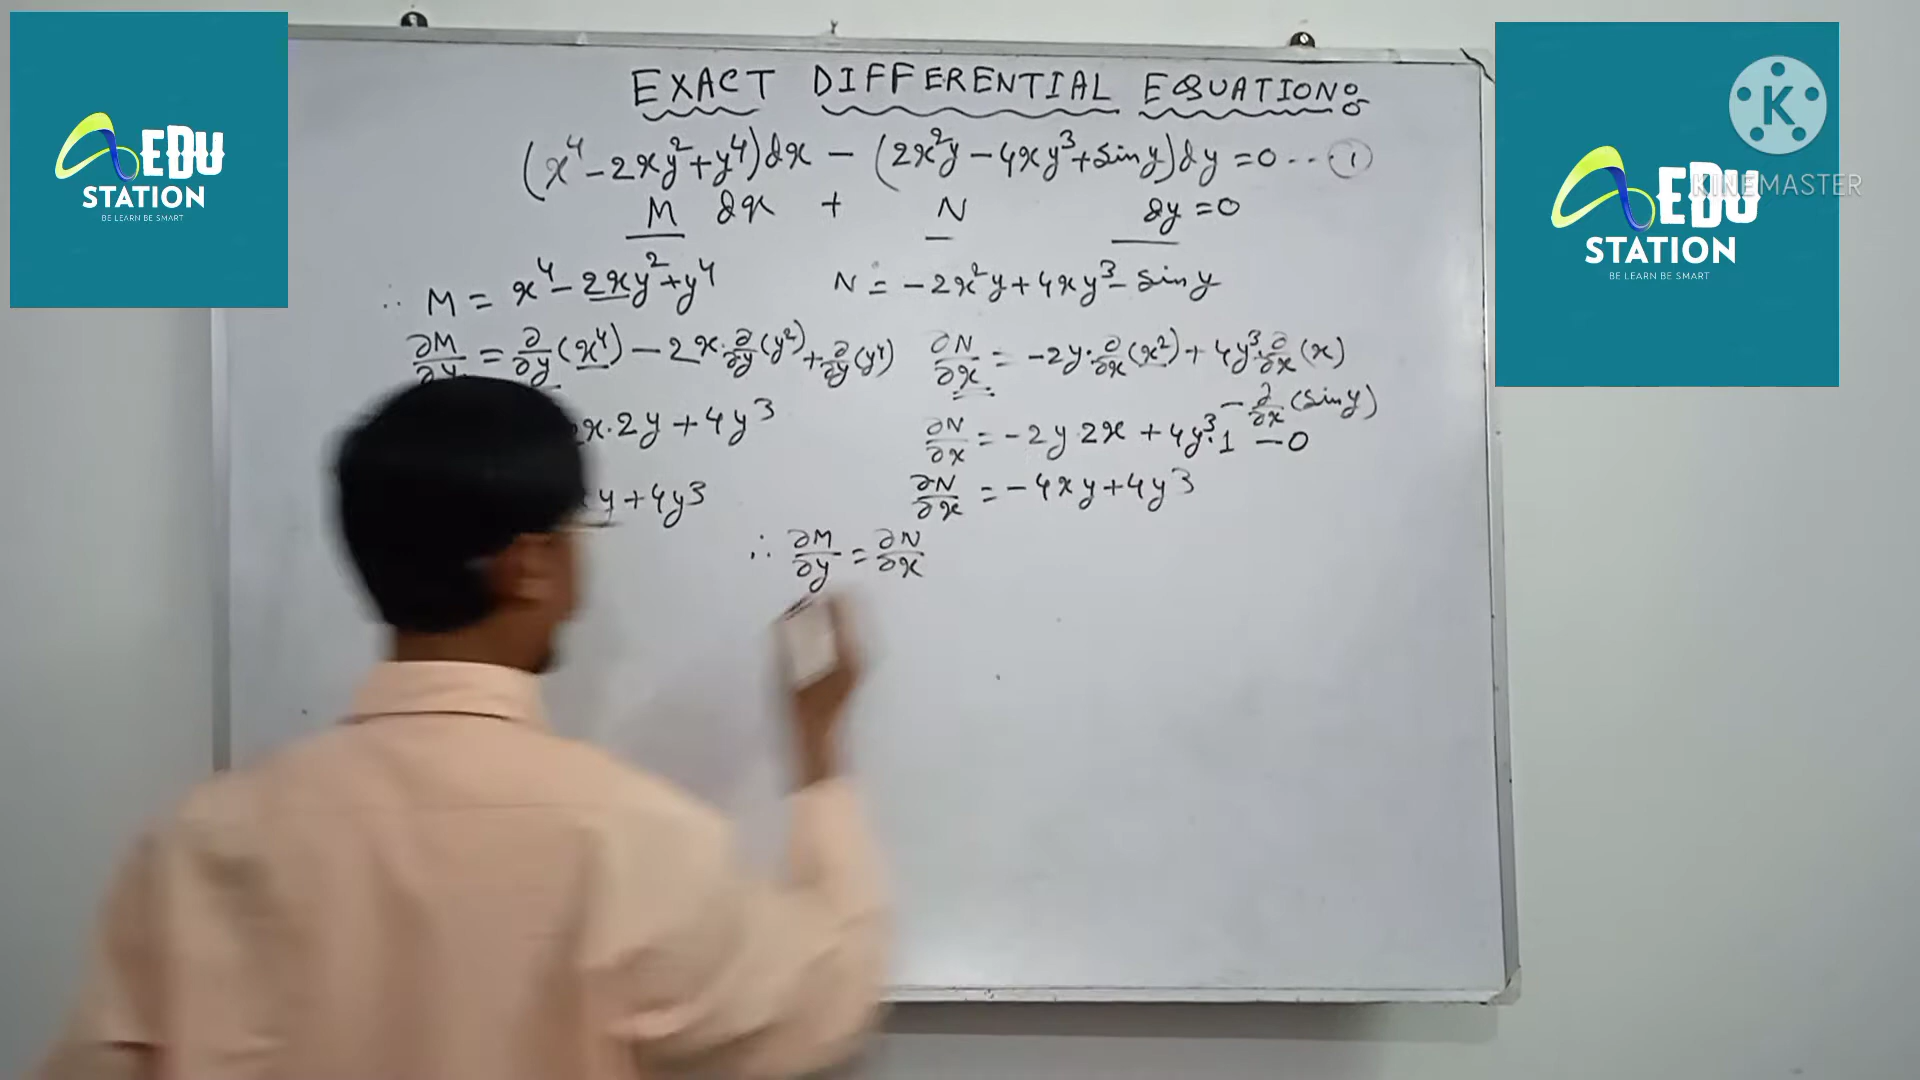 EDU
STATION
BE LEARN BE SMART
EXACT DIFFERENTIAL EQUATION:
(x⁴ - 2xy² + y⁴)dx - (2x²y - 4xy³ + sin y)dy = 0 -- ①
M dx + N dy = 0
∴ M = x⁴ - 2xy² + y⁴
N = -2x²y + 4xy³ - sin y
∂M/∂y = ∂/∂y (x⁴) - 2x·∂/∂y (y²) + ∂/∂y (y⁴)
∂N/∂x = -2y·∂/∂x (x²) + 4y³·∂/∂x (x)
- ∂/∂x (sin y)
x·2y + 4y³
∂N/∂x = -2y·2x + 4y³·1 - 0
y + 4y³
∂N/∂x = -4xy + 4y³
∴ ∂M/∂y = ∂N/∂x
K
KINEMASTER
EDU
STATION
BE LEARN BE SMART